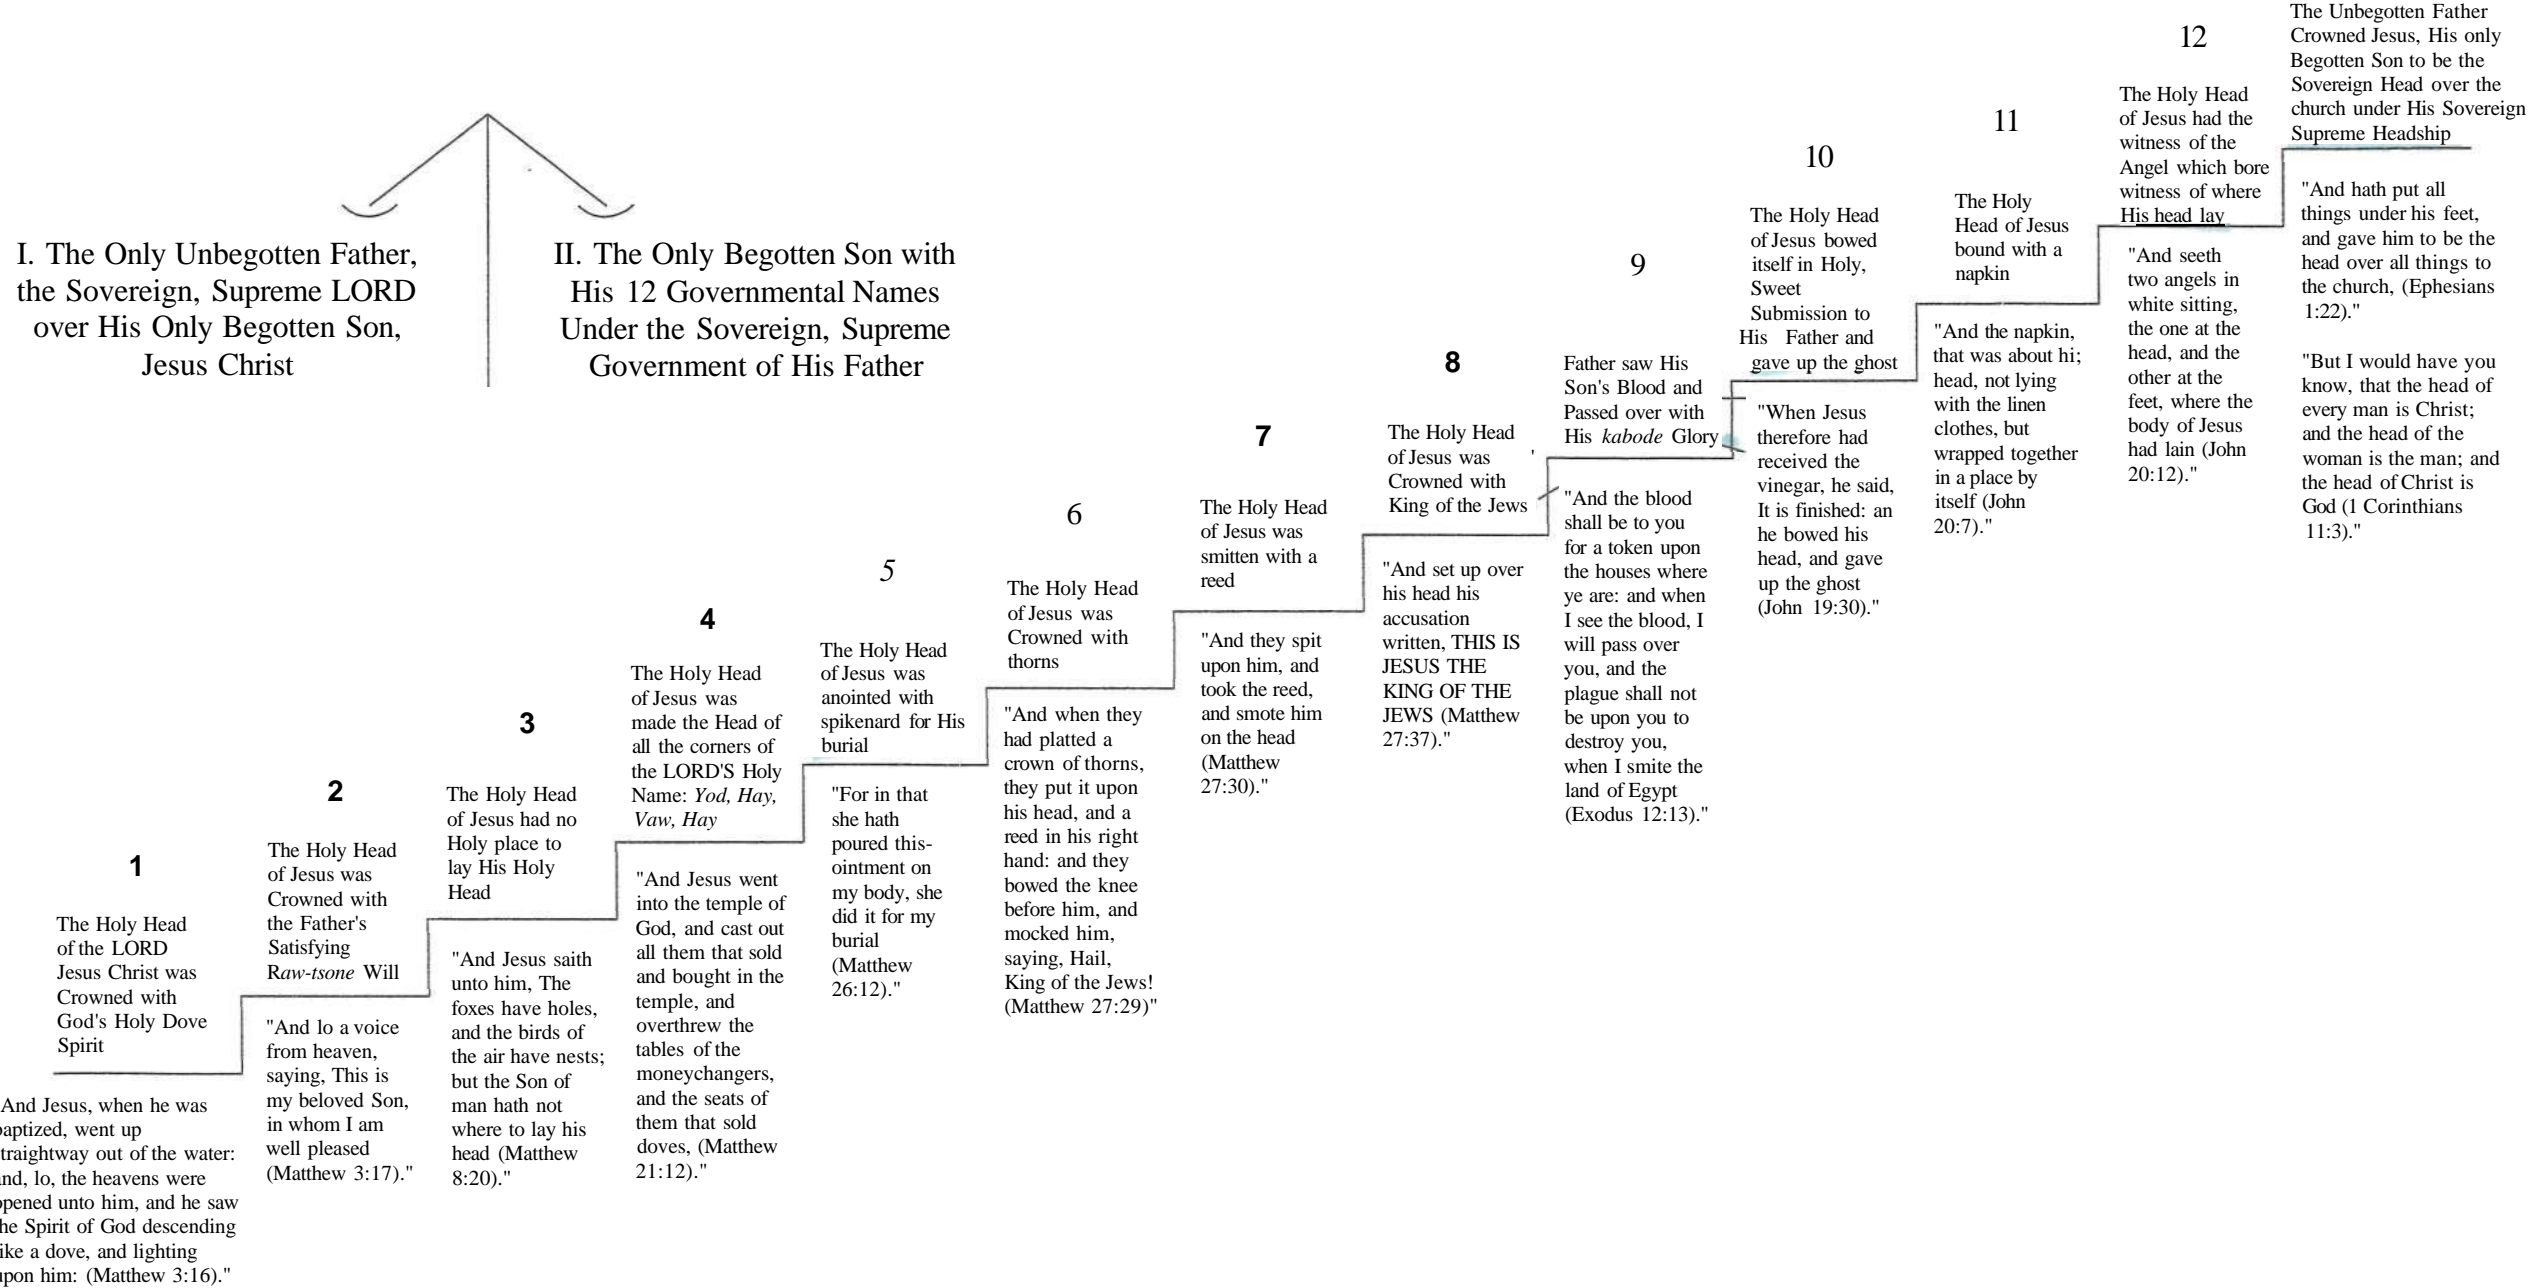 I. The Only Unbegotten Father,
the Sovereign, Supreme LORD
over His Only Begotten Son,
Jesus Christ
II. The Only Begotten Son with
His 12 Governmental Names
Under the Sovereign, Supreme
Government of His Father
1
The Holy Head
of the LORD
Jesus Christ was
Crowned with
God's Holy Dove
Spirit
And Jesus, when he was
baptized, went up
traightway out of the water:
and, lo, the heavens were
opened unto him, and he saw
he Spirit of God descending
ike a dove, and lighting
upon him: (Matthew 3:16)."
2
The Holy Head
of Jesus was
Crowned with
the Father's
Satisfying
Raw-tsone Will
"And lo a voice
from heaven,
saying, This is
my beloved Son,
in whom I am
well pleased
(Matthew 3:17)."
3
The Holy Head
of Jesus had no
Holy place to
lay His Holy
Head
"And Jesus saith
unto him, The
foxes have holes,
and the birds of
the air have nests;
but the Son of
man hath not
where to lay his
head (Matthew
8:20)."
4
The Holy Head
of Jesus was
made the Head of
all the corners of
the LORD'S Holy
Name: Yod, Hay,
Vaw, Hay
"And Jesus went
into the temple of
God, and cast out
all them that sold
and bought in the
temple, and
overthrew the
tables of the
moneychangers,
and the seats of
them that sold
doves, (Matthew
21:12)."
5
The Holy Head
of Jesus was
anointed with
spikenard for His
burial
"For in that
she hath
poured this-
ointment on
my body, she
did it for my
burial
(Matthew
26:12)."
6
The Holy Head
of Jesus was
Crowned with
thorns
"And when they
had platted a
crown of thorns,
they put it upon
his head, and a
reed in his right
hand: and they
bowed the knee
before him, and
mocked him,
saying, Hail,
King of the Jews!
(Matthew 27:29)"
7
The Holy Head
of Jesus was
smitten with a
reed
"And they spit
upon him, and
took the reed,
and smote him
on the head
(Matthew
27:30)."
8
The Holy Head
of Jesus was
Crowned with
King of the Jews
"And set up over
his head his
accusation
written, THIS IS
JESUS THE
KING OF THE
JEWS (Matthew
27:37)."
9
Father saw His
Son's Blood and
Passed over with
His kabode Glory
"And the blood
shall be to you
for a token upon
the houses where
ye are: and when
I see the blood, I
will pass over
you, and the
plague shall not
be upon you to
destroy you,
when I smite the
land of Egypt
(Exodus 12:13)."
10
The Holy Head
of Jesus bowed
itself in Holy,
Sweet
Submission to
His Father and
gave up the ghost
"When Jesus
therefore had
received the
vinegar, he said,
It is finished: an
he bowed his
head, and gave
up the ghost
(John 19:30)."
11
The Holy
Head of Jesus
bound with a
napkin
"And the napkin,
that was about hi;
head, not lying
with the linen
clothes, but
wrapped together
in a place by
itself (John
20:7)."
12
The Holy Head
of Jesus had the
witness of the
Angel which bore
witness of where
His head lay
"And seeth
two angels in
white sitting,
the one at the
head, and the
other at the
feet, where the
body of Jesus
had lain (John
20:12)."
The Unbegotten Father
Crowned Jesus, His only
Begotten Son to be the
Sovereign Head over the
church under His Sovereign
Supreme Headship
"And hath put all
things under his feet,
and gave him to be the
head over all things to
the church, (Ephesians
1:22)."
"But I would have you
know, that the head of
every man is Christ;
and the head of the
woman is the man; and
the head of Christ is
God (1 Corinthians
11:3)."